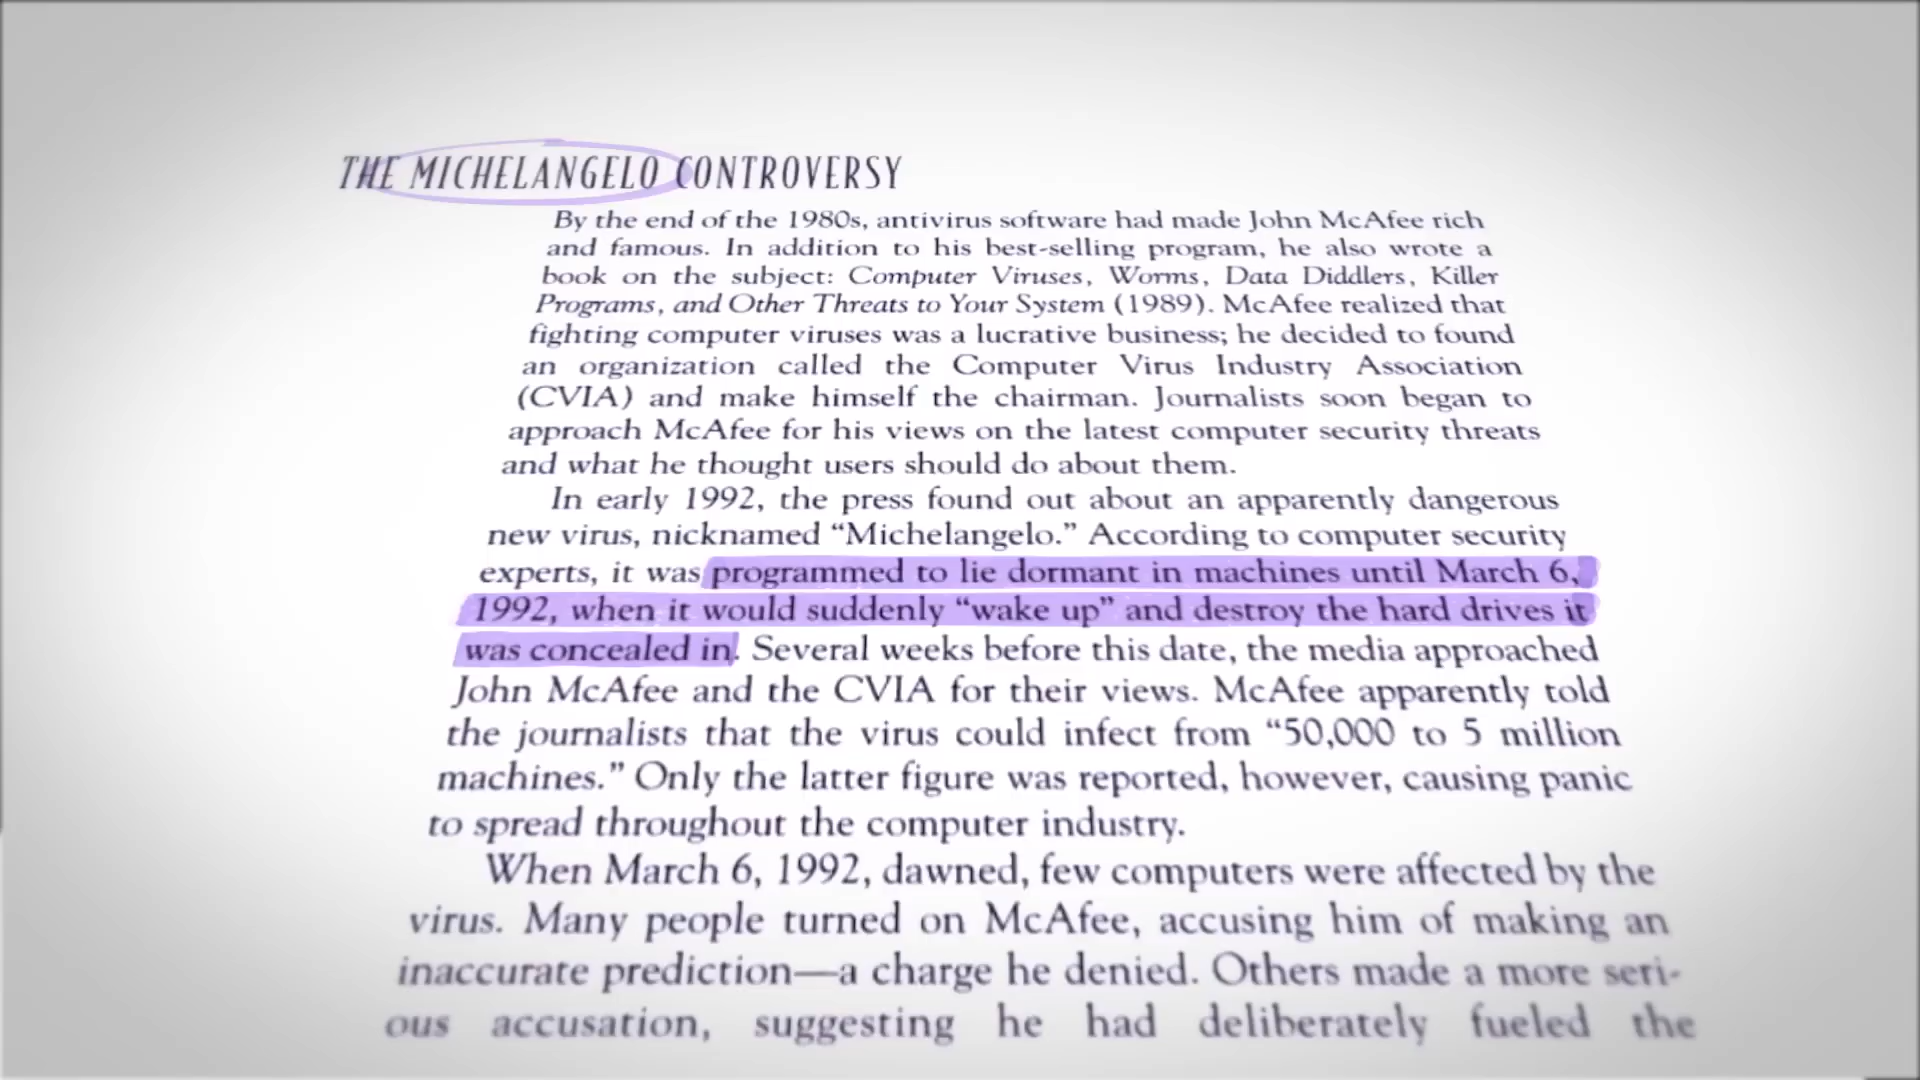 THE MICHELANGELO CONTROVERSY
By the end of the 1980s, antivirus software had made John McAfee rich
and famous. In addition to his best-selling program, he also wrote a
book on the subject: Computer Viruses, Worms, Data Diddlers, Killer
Programs, and Other Threats to Your System (1989). McAfee realized that
fighting computer viruses was a lucrative business; he decided to found
an organization called the Computer Virus Industry Association
(CVIA) and make himself the chairman. Journalists soon began to
approach McAfee for his views on the latest computer security threats
and what he thought users should do about them.
In early 1992, the press found out about an apparently dangerous
new virus, nicknamed “Michelangelo.” According to computer security
experts, it was programmed to lie dormant in machines until March 6,
1992, when it would suddenly “wake up” and destroy the hard drives it
was concealed in. Several weeks before this date, the media approached
John McAfee and the CVIA for their views. McAfee apparently told
the journalists that the virus could infect from “50,000 to 5 million
machines.” Only the latter figure was reported, however, causing panic
to spread throughout the computer industry.
When March 6, 1992, dawned, few computers were affected by the
virus. Many people turned on McAfee, accusing him of making an
inaccurate prediction—a charge he denied. Others made a more seri-
ous accusation, suggesting he had deliberately fueled the